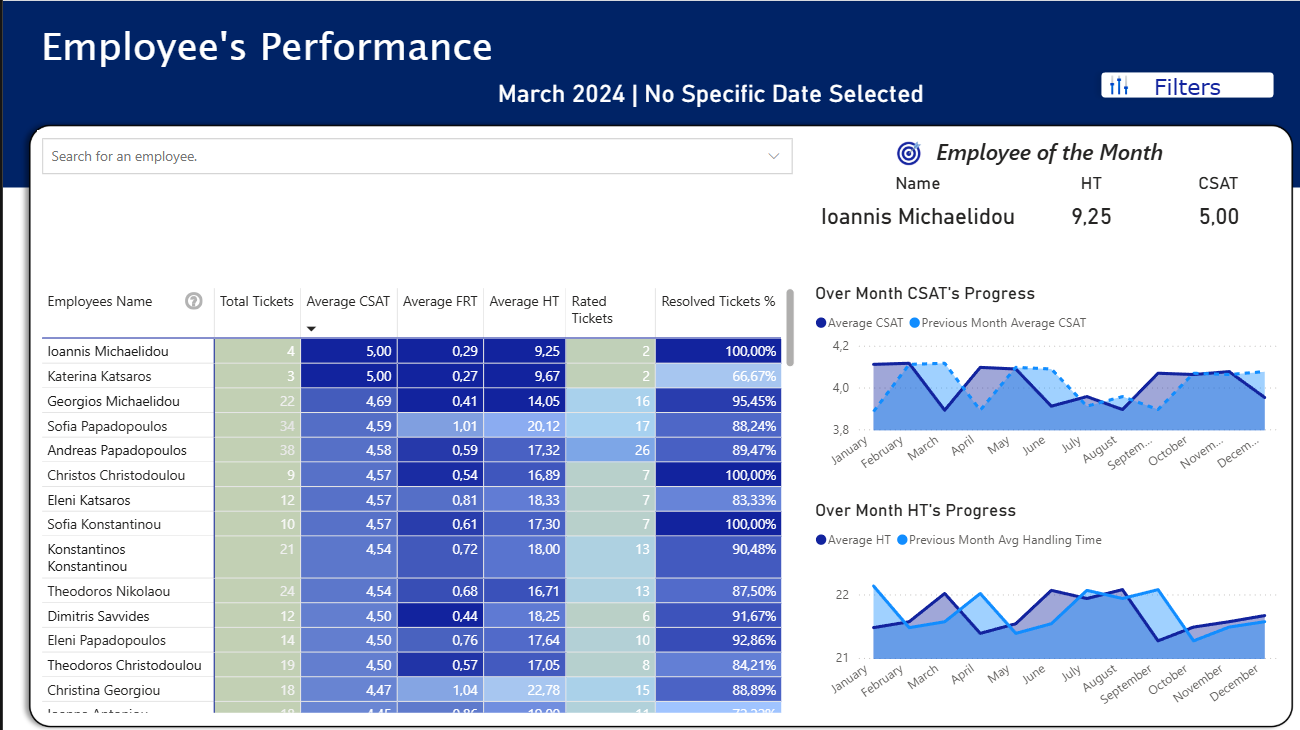 Employee's Performance
March 2024 | No Specific Date Selected
Filters
Search for an employee.
Employee of the Month
Name HT CSAT
Ioannis Michaelidou 9,25 5,00
Employees Name Total Tickets Average CSAT Average FRT Average HT Rated Tickets Resolved Tickets %
Ioannis Michaelidou 4 5,00 0,29 9,25 2 100,00%
Katerina Katsaros 3 5,00 0,27 9,67 2 66,67%
Georgios Michaelidou 22 4,69 0,41 14,05 16 95,45%
Sofia Papadopoulos 34 4,59 1,01 20,12 17 88,24%
Andreas Papadopoulos 38 4,58 0,59 17,32 26 89,47%
Christos Christodoulou 9 4,57 0,54 16,89 7 100,00%
Eleni Katsaros 12 4,57 0,81 18,33 7 83,33%
Sofia Konstantinou 10 4,57 0,61 17,30 7 100,00%
Konstantinos Konstantinou 21 4,54 0,72 18,00 13 90,48%
Theodoros Nikolaou 24 4,54 0,68 16,71 13 87,50%
Dimitris Savvides 12 4,50 0,44 18,25 6 91,67%
Eleni Papadopoulos 14 4,50 0,76 17,64 10 92,86%
Theodoros Christodoulou 19 4,50 0,57 17,05 8 84,21%
Christina Georgiou 18 4,47 1,04 22,78 15 88,89%
Over Month CSAT's Progress
Average CSAT Previous Month Average CSAT
4,2
4,0
3,8
January February March April May June July August Septem... October Novem... Decem...
Over Month HT's Progress
Average HT Previous Month Avg Handling Time
22
21
January February March April May June July August September October November December